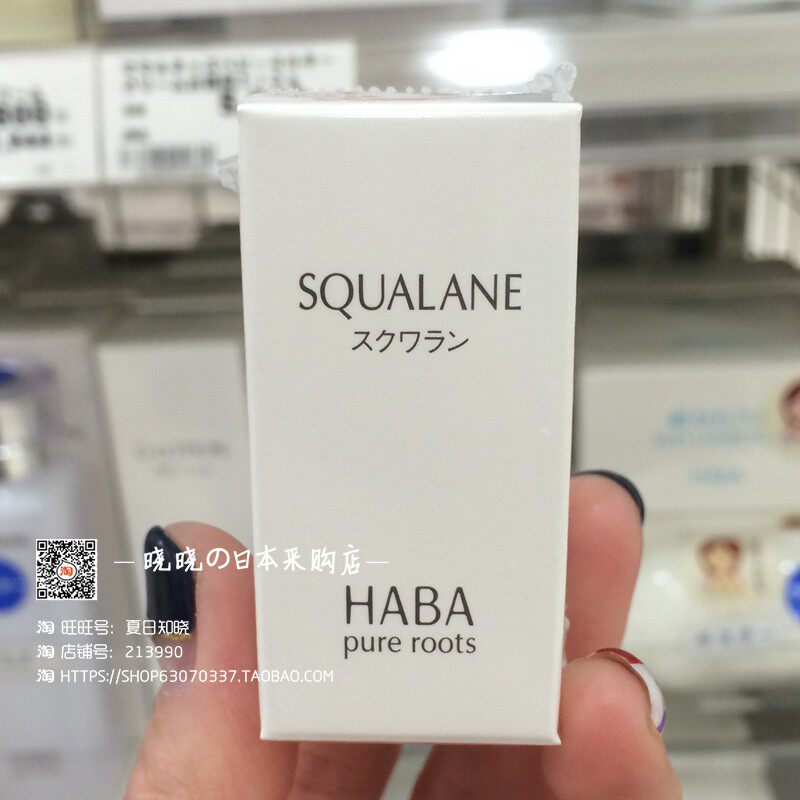 SQUALANE
スクワラン
HABA
pure roots
—晓晓の日本采购店—
淘 旺旺号：夏日知晓
淘 店铺号：213990
淘 HTTPS://SHOP63070337.TAOBAO.COM